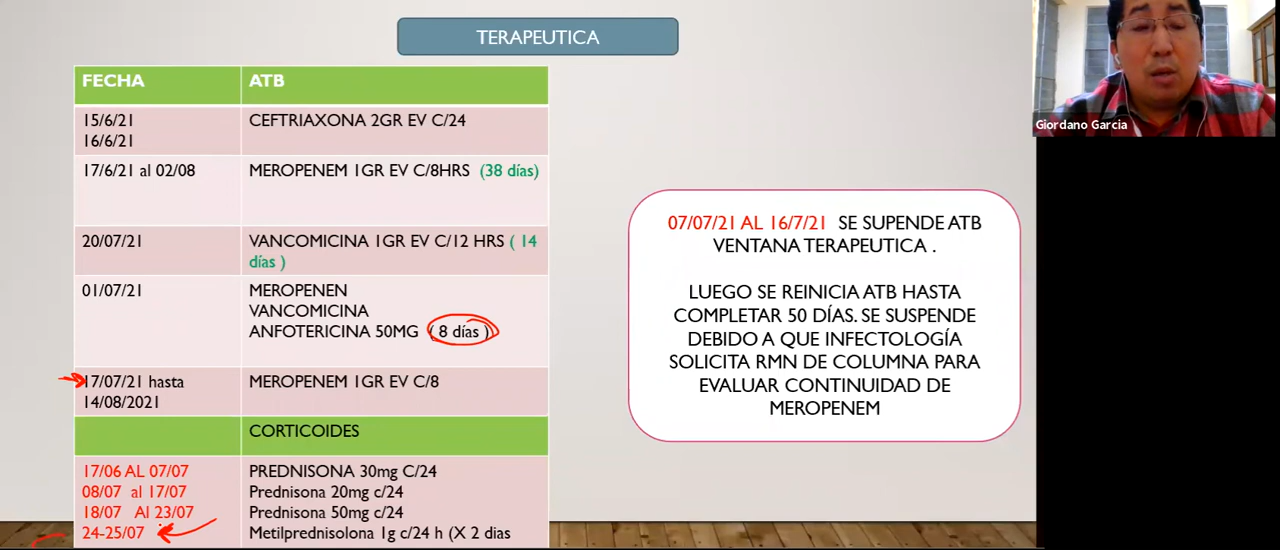 TERAPEUTICA
Giordano Garcia
FECHA ATB
15/6/21 CEFTRIAXONA 2GR EV C/24
16/6/21
17/6/21 al 02/08 MEROPENEM 1GR EV C/8HRS (38 días)
20/07/21 VANCOMICINA 1GR EV C/12 HRS ( 14
días )
01/07/21 MEROPENEN
VANCOMICINA
ANFOTERICINA 50MG ( 8 días )
17/07/21 hasta MEROPENEM 1GR EV C/8
14/08/2021
CORTICOIDES
17/06 AL 07/07 PREDNISONA 30mg C/24
08/07 al 17/07 Prednisona 20mg c/24
18/07 Al 23/07 Prednisona 50mg c/24
24-25/07 Metilprednisolona 1g c/24 h (X 2 dias
07/07/21 AL 16/7/21 SE SUPENDE ATB
VENTANA TERAPEUTICA .
LUEGO SE REINICIA ATB HASTA
COMPLETAR 50 DÍAS. SE SUSPENDE
DEBIDO A QUE INFECTOLOGÍA
SOLICITA RMN DE COLUMNA PARA
EVALUAR CONTINUIDAD DE
MEROPENEM